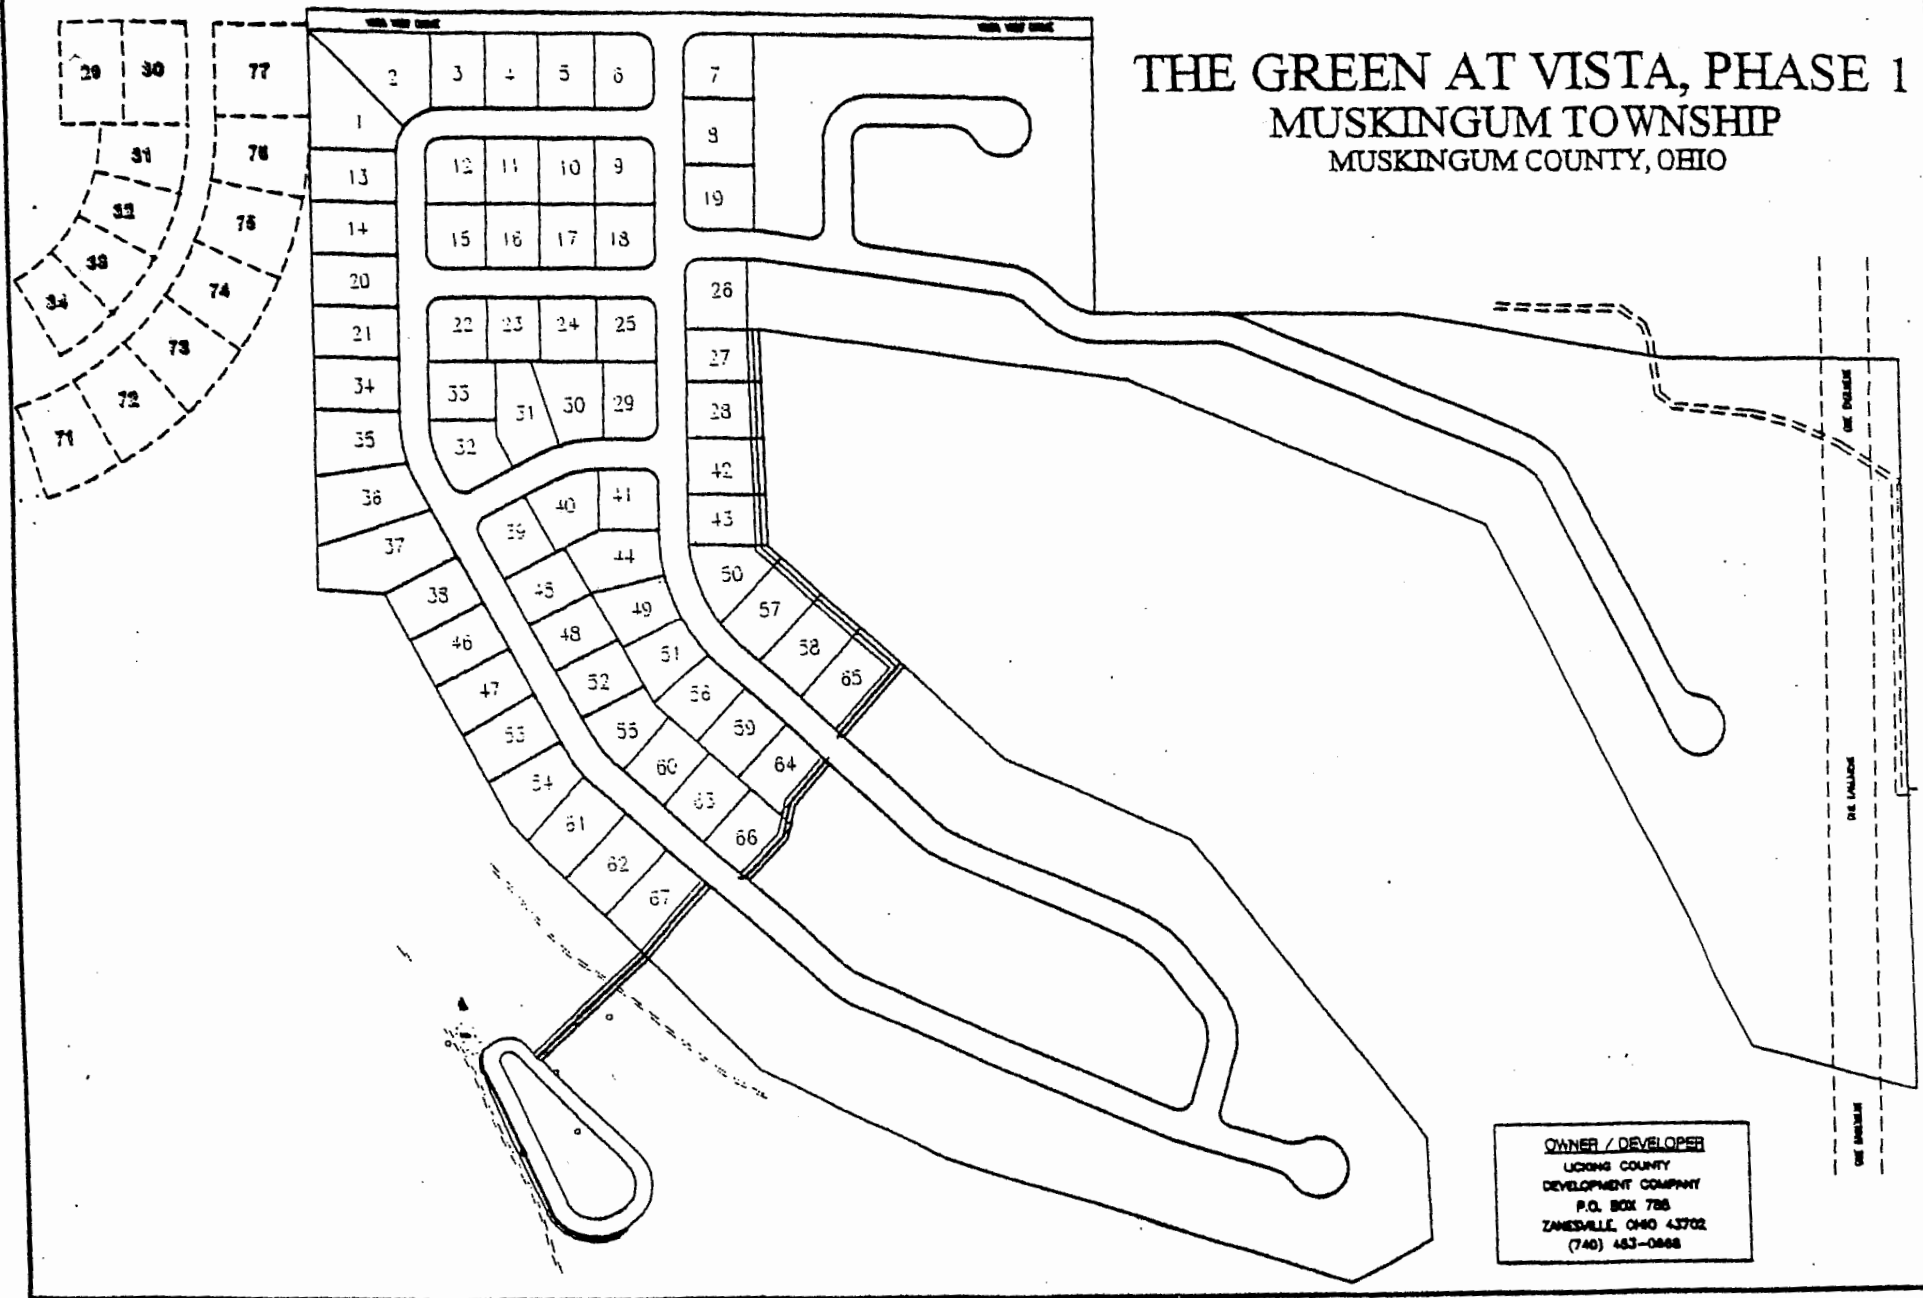 THE GREEN AT VISTA, PHASE 1
MUSKINGUM TOWNSHIP
MUSKINGUM COUNTY, OHIO
29 30 77
31 76
32 75
33 74
34 73
72
71
2 3 4 5 6 7
1 8
13 12 11 10 9 19
14 15 16 17 18
20 26
21 22 23 24 25 27
34 33 31 30 29 28
35 32 42
36 40 41 43
37 39 44 50
38 45 49 57
46 48 51 58
47 52 56 65
53 55 59
54 60 64
61 63 66
62
67
OWNER / DEVELOPER
LICKING COUNTY
DEVELOPMENT COMPANY
P.O. BOX
ZANESVILLE, OHIO 43702
(740)